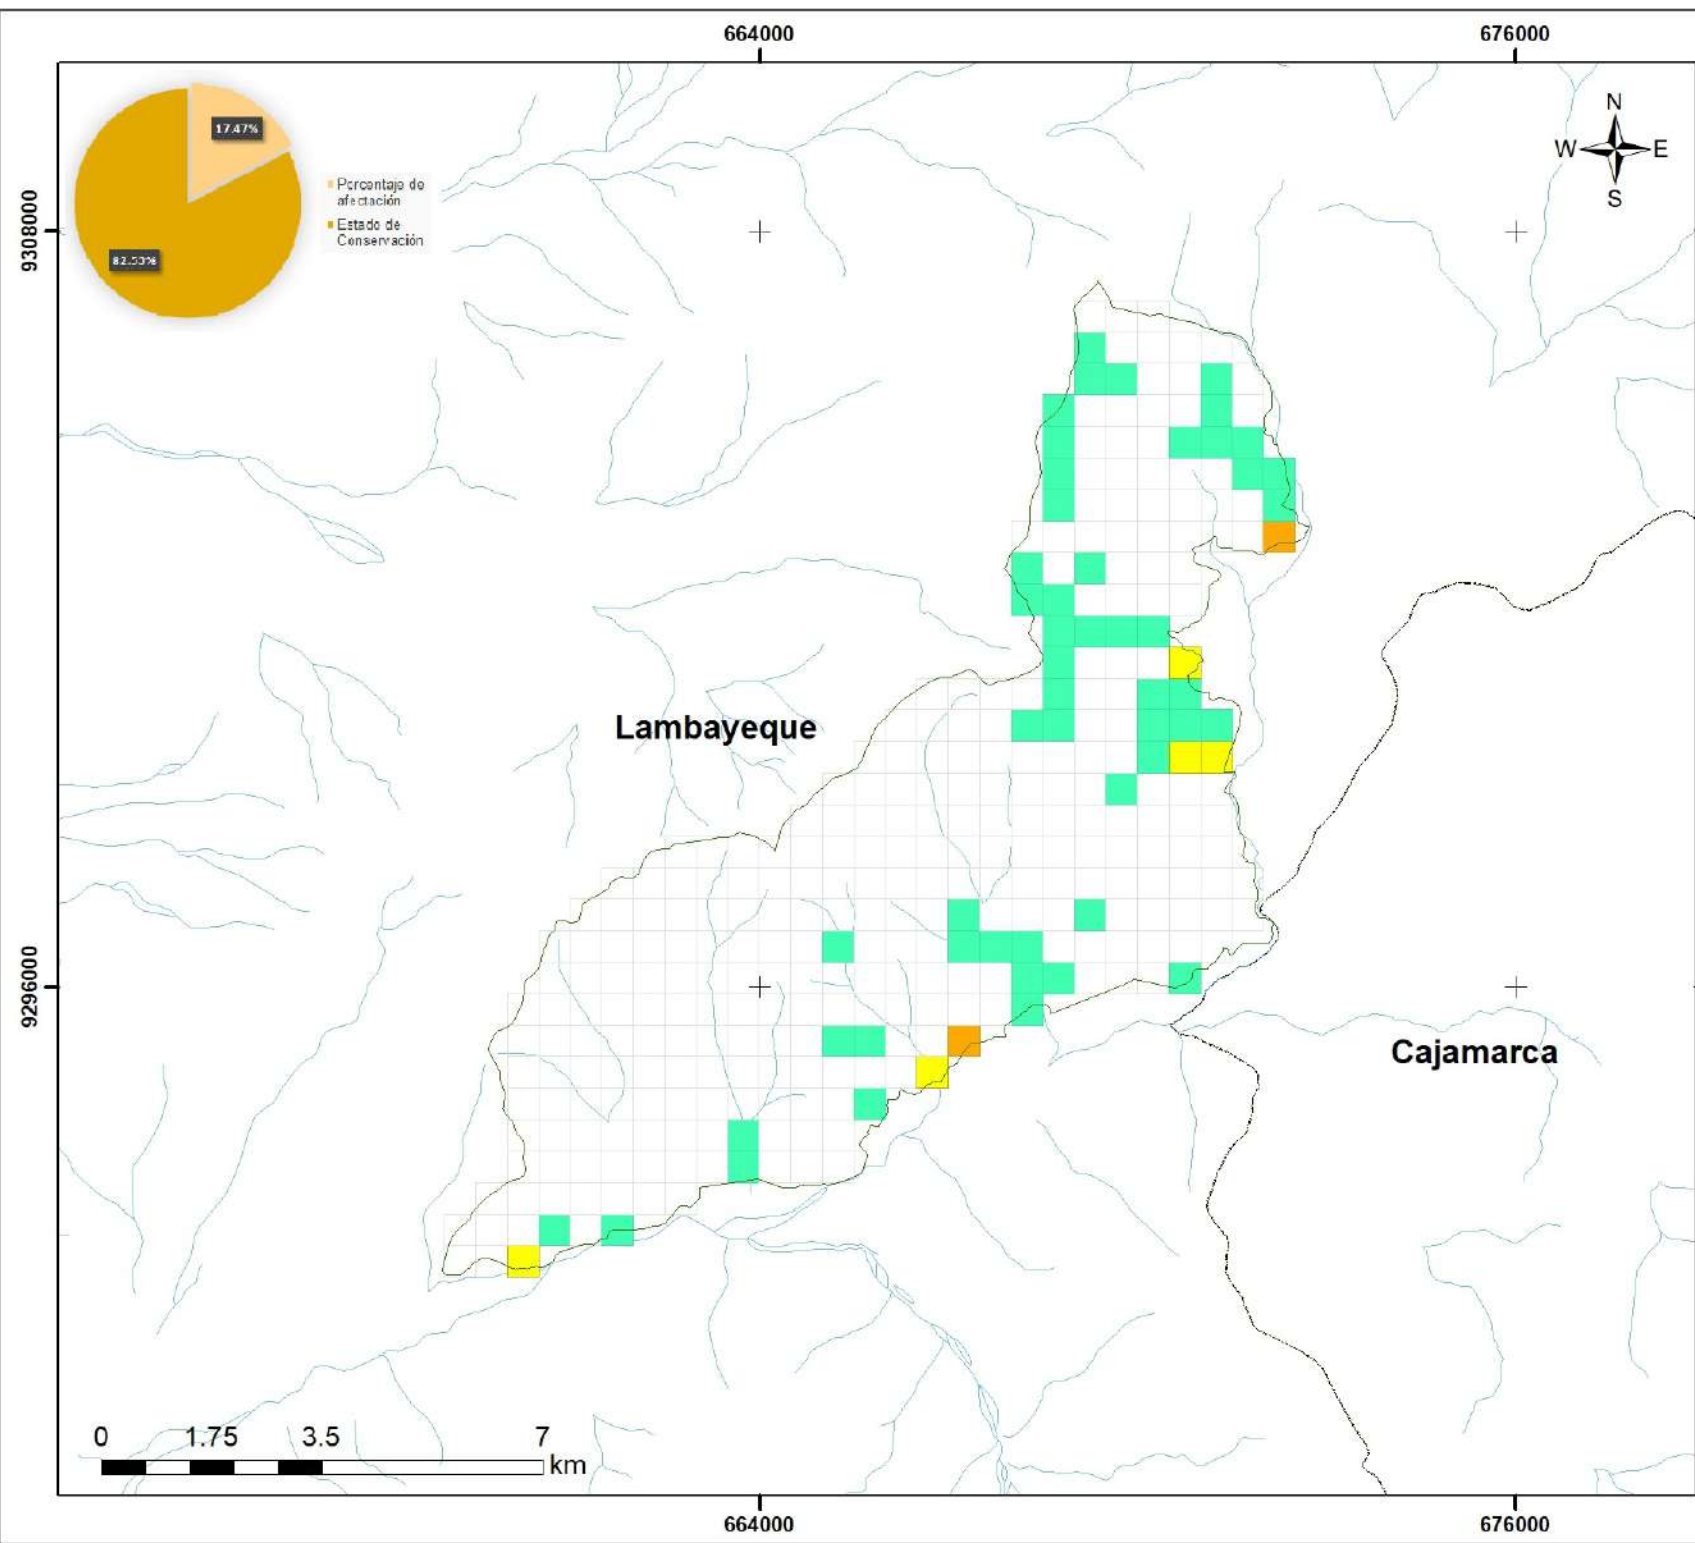 664000
676000
N
W
E
S
17.47%
Porcentaje de
afectación
Estado de
Conservación
82.53%
9308000
Lambayeque
9296000
Cajamarca
0
1.75
3.5
7
km
664000
676000